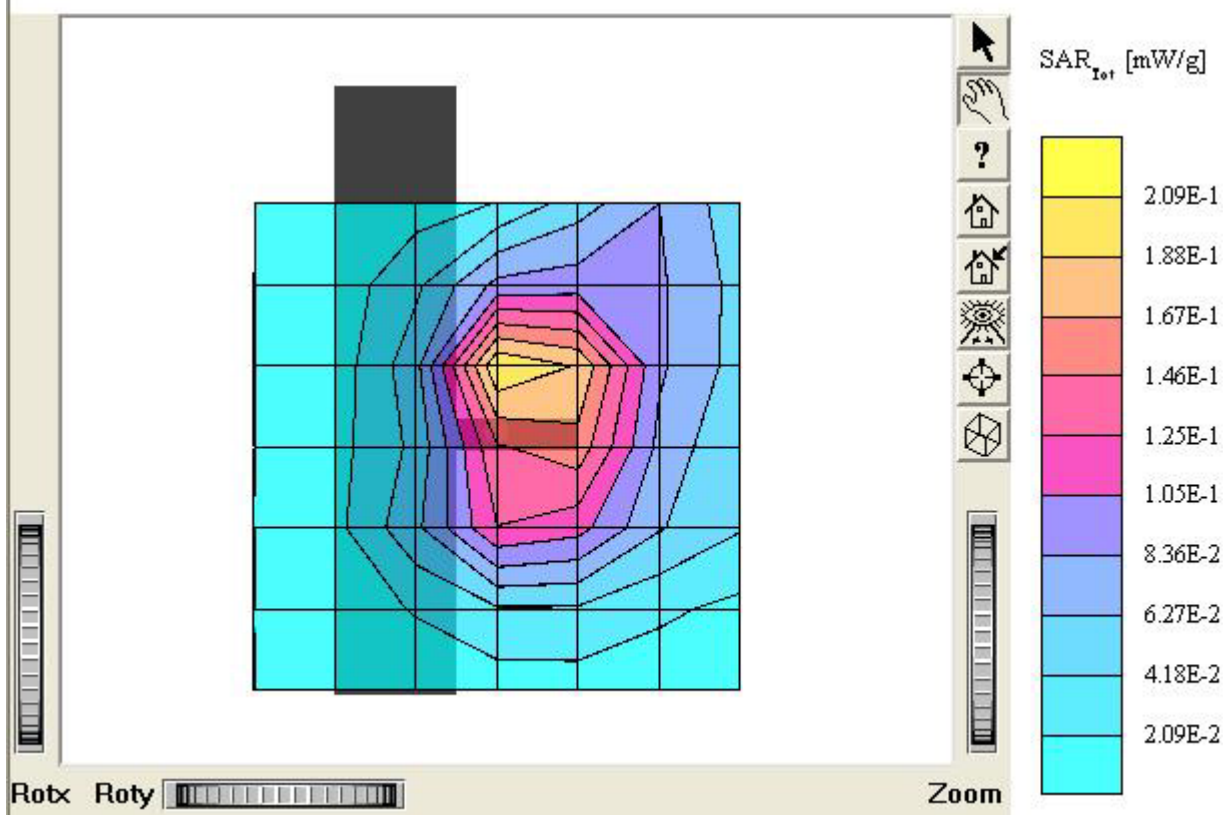 SAR_Tot [mW/g]
?
2.09E-1
1.88E-1
1.67E-1
1.46E-1
1.25E-1
1.05E-1
8.36E-2
6.27E-2
4.18E-2
2.09E-2
Rotx Roty Zoom